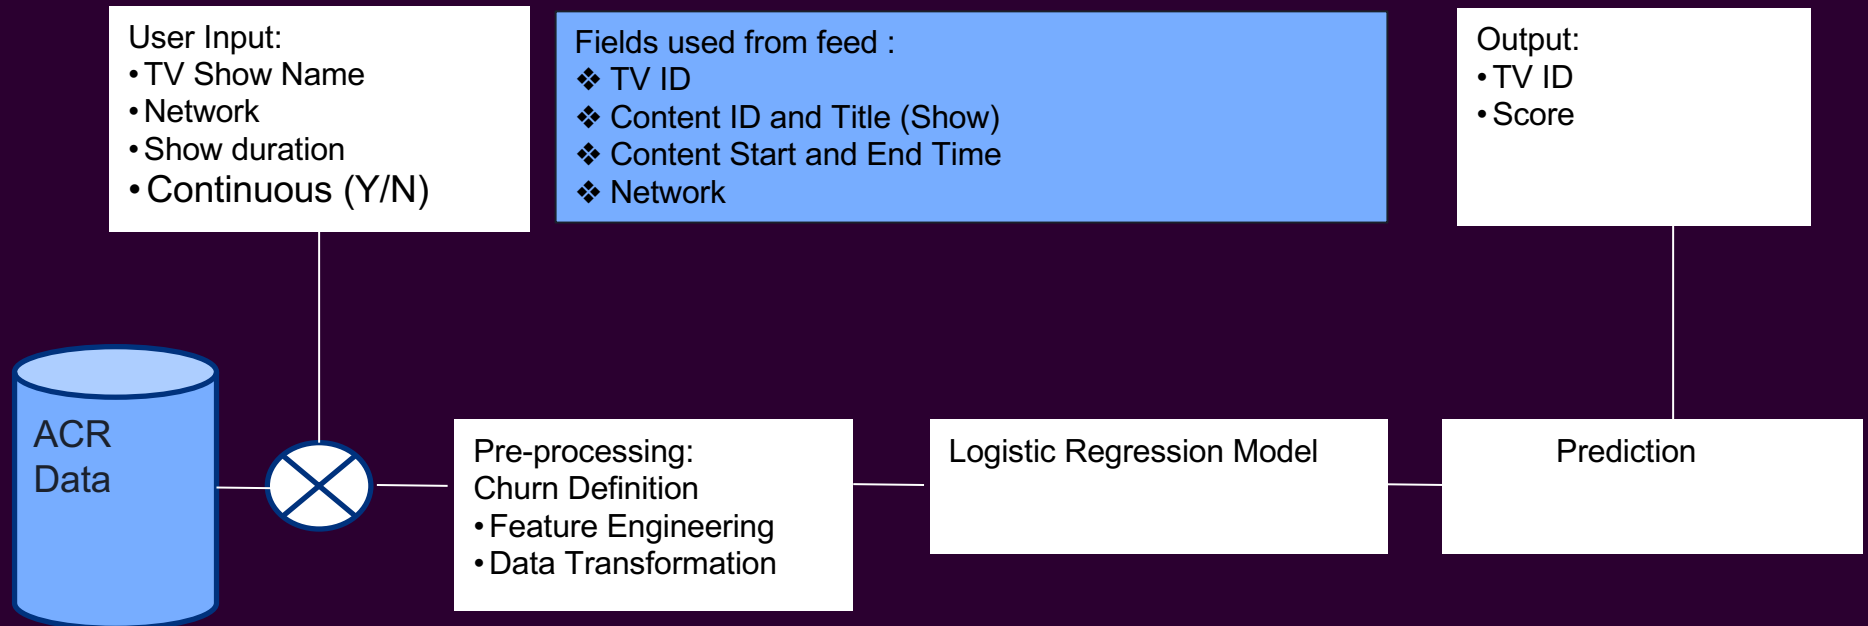 User Input:
•TV Show Name
•Network
•Show duration
•Continuous (Y/N)
Fields used from feed :
❖ TV ID
❖ Content ID and Title (Show)
❖ Content Start and End Time
❖ Network
Output:
•TV ID
•Score
ACR
Data
Pre-processing:
Churn Definition
•Feature Engineering
•Data Transformation
Logistic Regression Model
Prediction